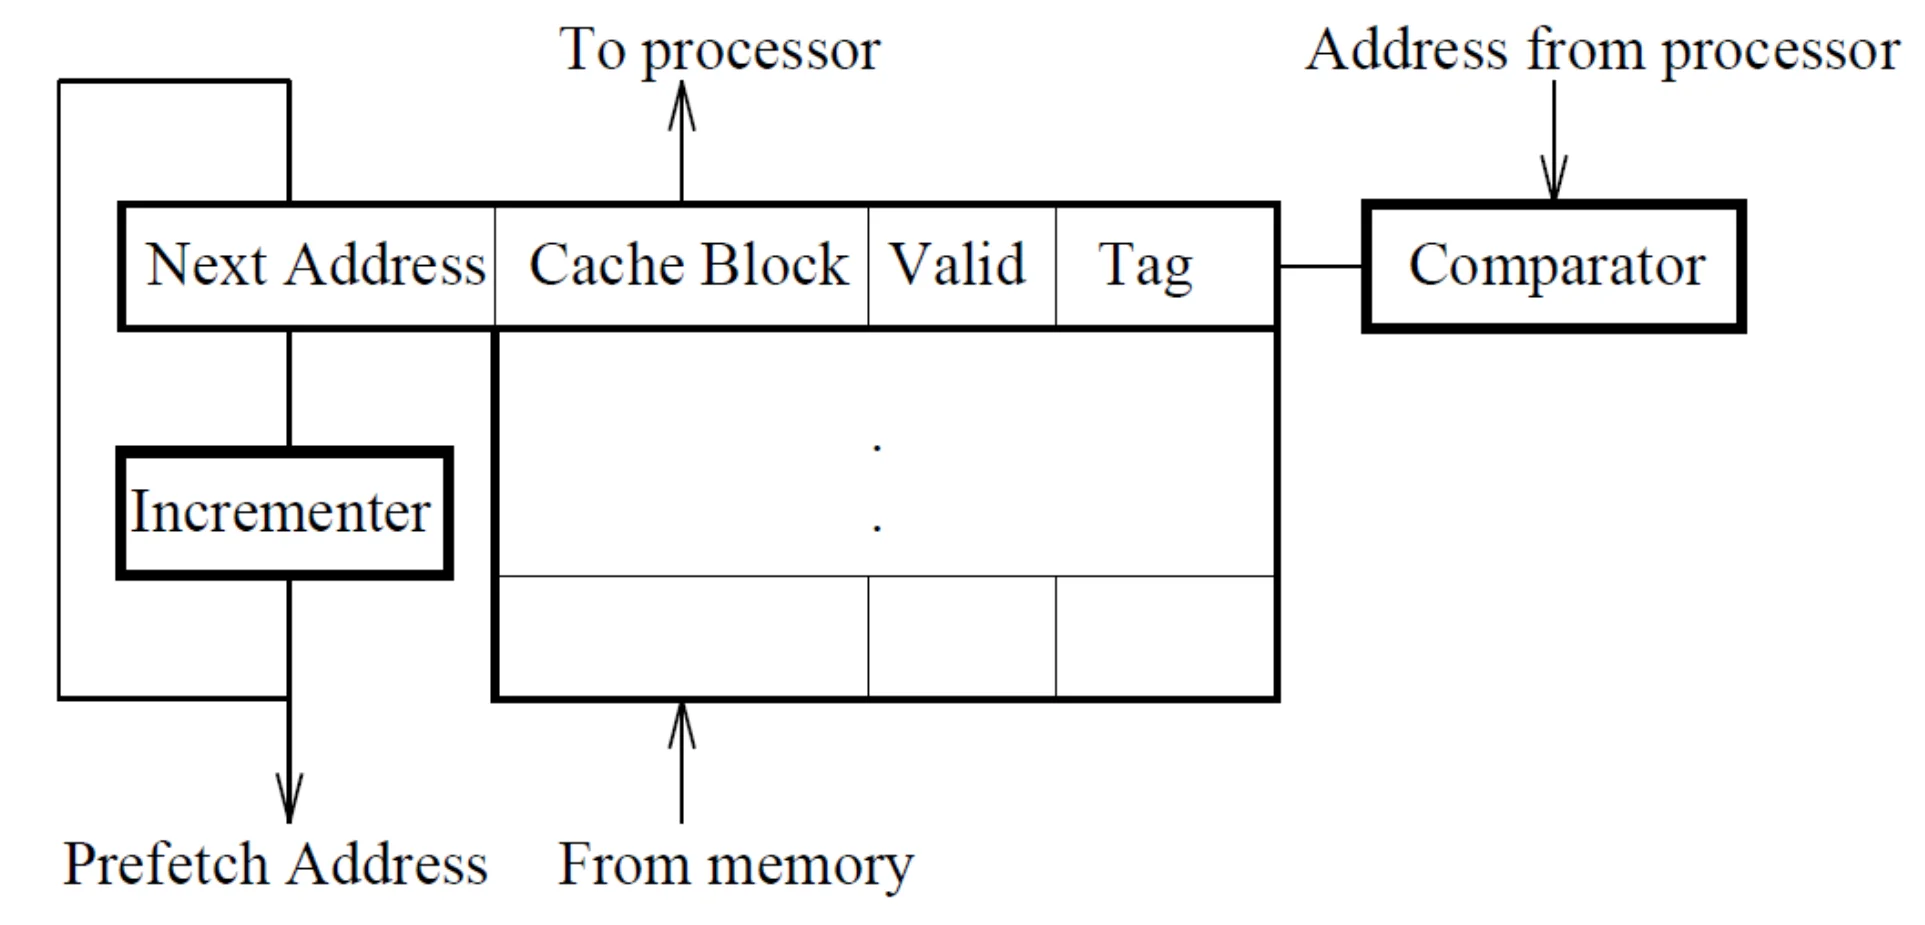 To processor
Address from processor
Next Address
Cache Block
Valid
Tag
Comparator
Incrementer
Prefetch Address
From memory